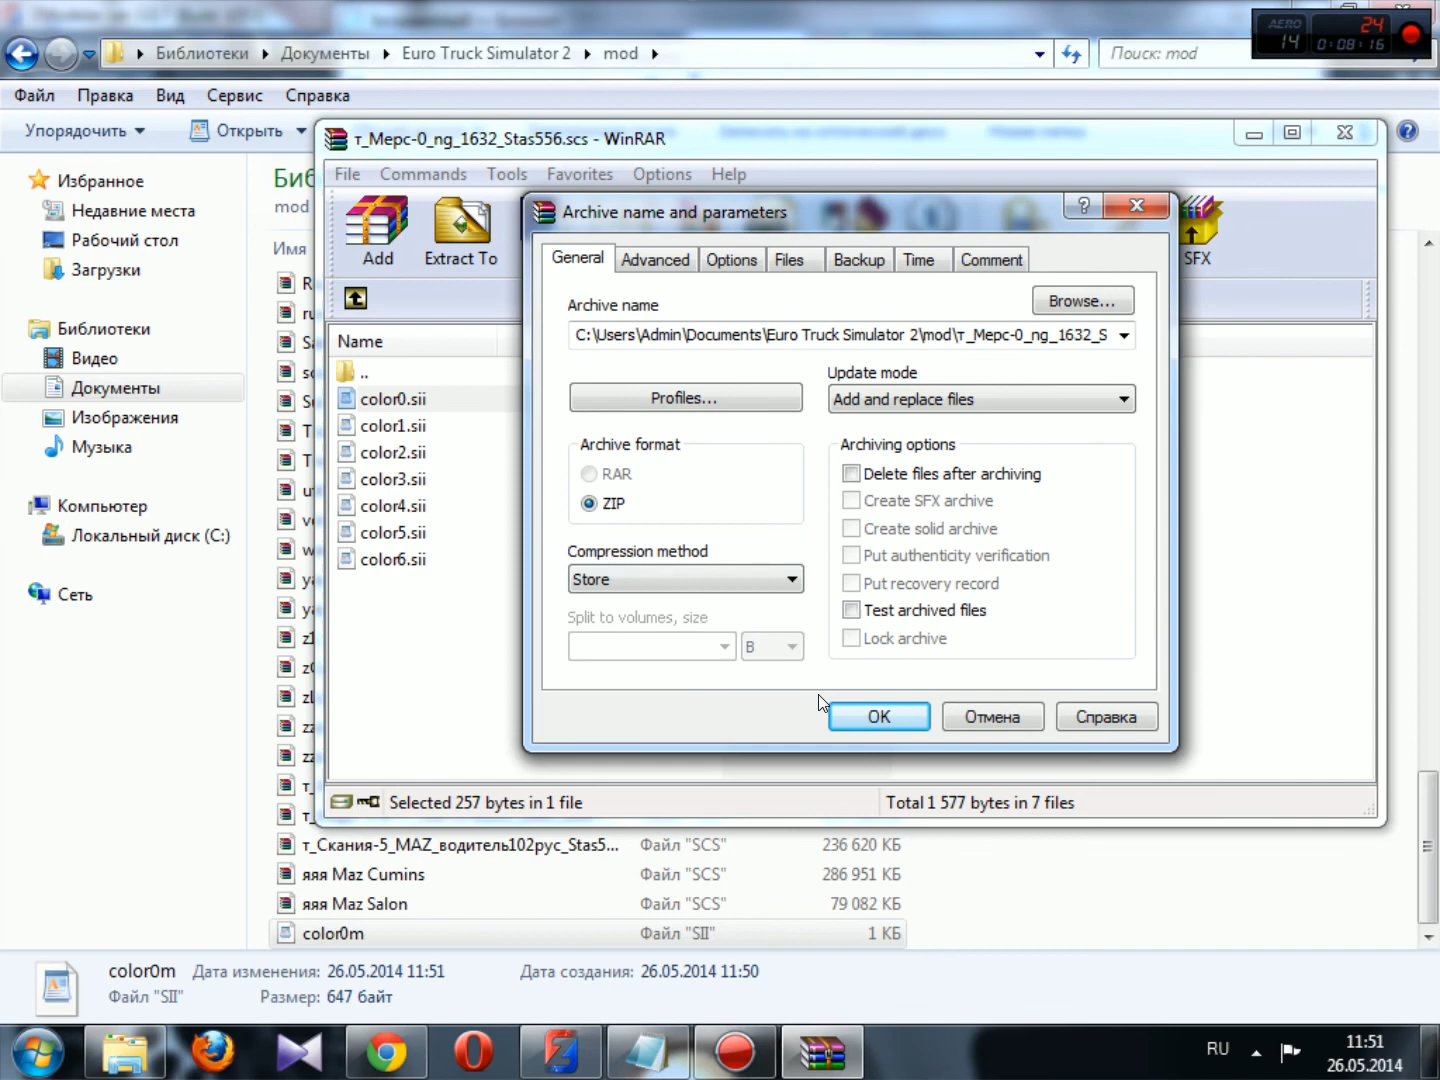 AERO
14
24
0:08:16
Библиотеки
Документы
Euro Truck Simulator 2
mod
Поиск: mod
Файл
Правка
Вид
Сервис
Справка
Упорядочить
Открыть
Избранное
Недавние места
Рабочий стол
Загрузки
Библиотеки
Видео
Документы
Изображения
Музыка
Компьютер
Локальный диск (C:)
Сеть
mod
Имя
т_Мерс-0_ng_1632_Stas556.scs - WinRAR
File
Commands
Tools
Favorites
Options
Help
Add
Extract To
SFX
Name
..
color0.sii
color1.sii
color2.sii
color3.sii
color4.sii
color5.sii
color6.sii
Archive name and parameters
General
Advanced
Options
Files
Backup
Time
Comment
Archive name
Browse...
C:\Users\Admin\Documents\Euro Truck Simulator 2\mod\т_Мерс-0_ng_1632_S
Profiles...
Update mode
Add and replace files
Archive format
RAR
ZIP
Compression method
Store
Split to volumes, size
B
Archiving options
Delete files after archiving
Create SFX archive
Create solid archive
Put authenticity verification
Put recovery record
Test archived files
Lock archive
OK
Отмена
Справка
Selected 257 bytes in 1 file
Total 1 577 bytes in 7 files
т_Скания-5_MAZ_водитель102рус_Stas5... Файл "SCS" 236 620 КБ
яяя Maz Cumins Файл "SCS" 286 951 КБ
яяя Maz Salon Файл "SCS" 79 082 КБ
color0m Файл "SII" 1 КБ
color0m Дата изменения: 26.05.2014 11:51 Дата создания: 26.05.2014 11:50
Файл "SII" Размер: 647 байт
RU
11:51
26.05.2014